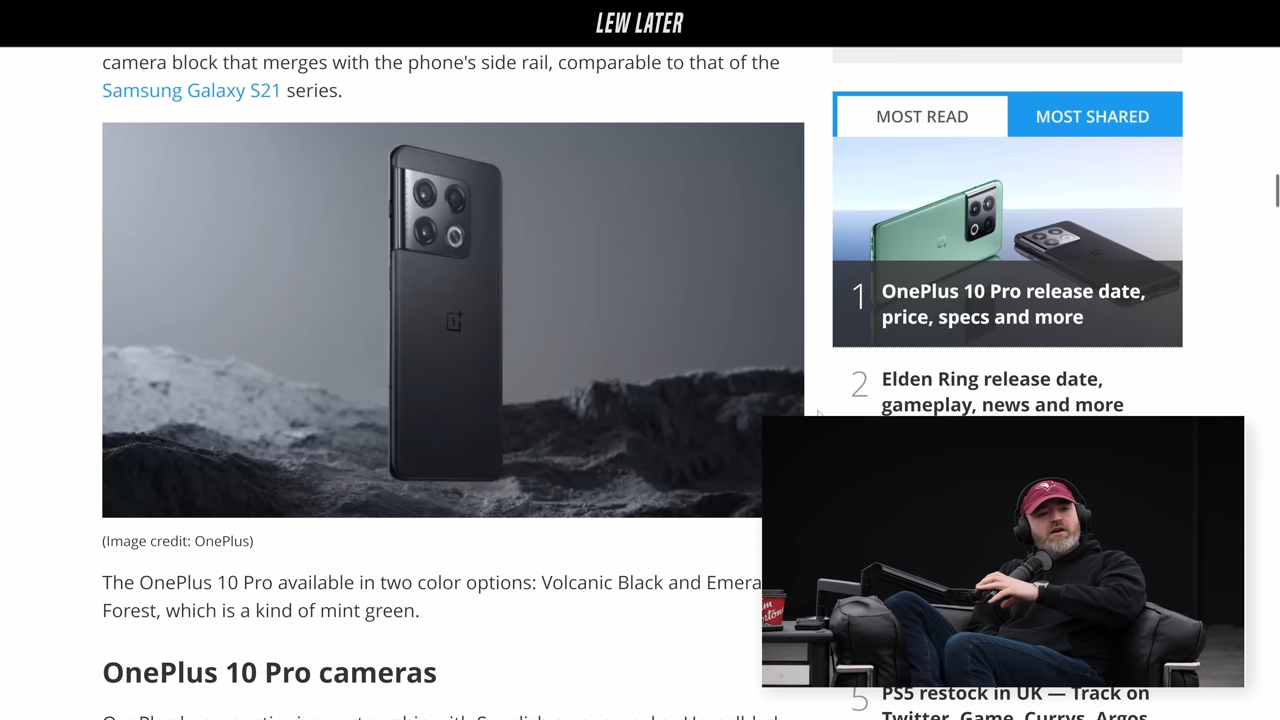 LEW LATER
camera block that merges with the phone's side rail, comparable to that of the
Samsung Galaxy S21 series.
(Image credit: OnePlus)
The OnePlus 10 Pro available in two color options: Volcanic Black and Emera
Forest, which is a kind of mint green.
OnePlus 10 Pro cameras
MOST READ
MOST SHARED
1
OnePlus 10 Pro release date,
price, specs and more
2
Elden Ring release date,
gameplay, news and more
5
PS5 restock in UK — Track on
Twitter, Game, Currys, Argos